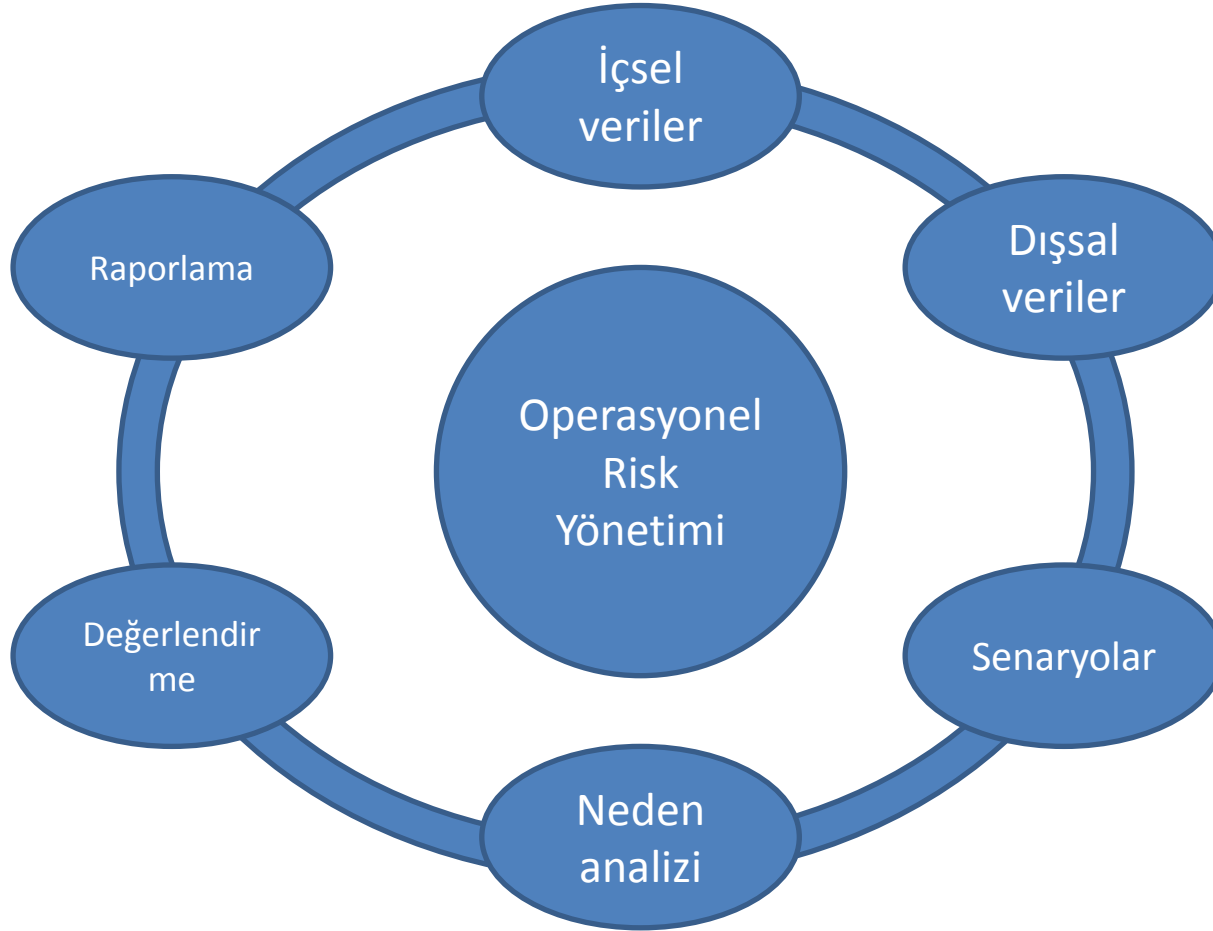 İçsel
veriler
Dışsal
veriler
Raporlama
Operasyonel
Risk
Yönetimi
Değerlendir
me
Senaryolar
Neden
analizi